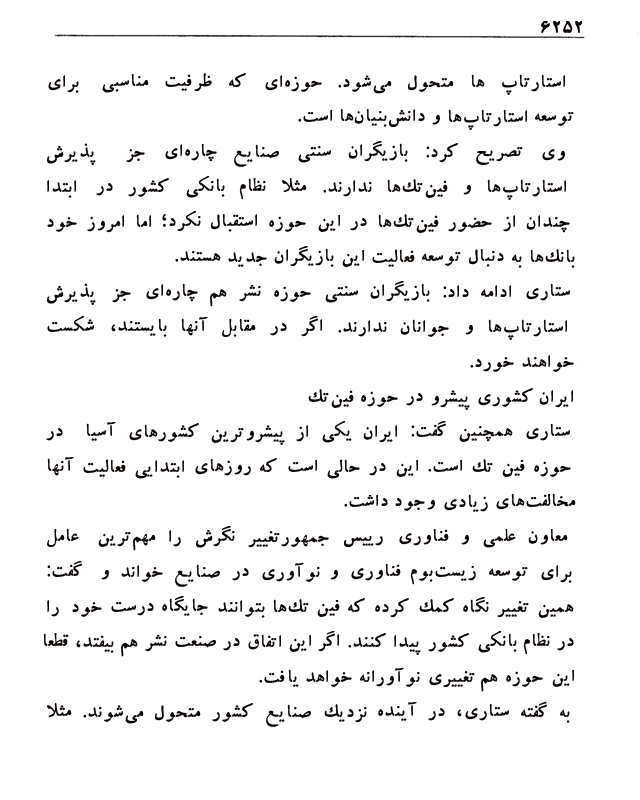 ۶۲۵۲
استارتاپ ها متحول می‌شود. حوزه‌ای که ظرفیت مناسبی برای
توسعه استارتاپ‌ها و دانش‌بنیان‌ها است.
وی تصریح کرد: بازیگران سنتی صنایع چاره‌ای جز پذیرش
استارتاپ‌ها و فین‌تك‌ها ندارند. مثلا نظام بانکی کشور در ابتدا
چندان از حضور فین‌تك‌ها در این حوزه استقبال نکرد؛ اما امروز خود
بانك‌ها به دنبال توسعه فعالیت این بازیگران جدید هستند.
ستاری ادامه داد: بازیگران سنتی حوزه نشر هم چاره‌ای جز پذیرش
استارتاپ‌ها و جوانان ندارند. اگر در مقابل آنها بایستند، شکست
خواهند خورد.
ایران کشوری پیشرو در حوزه فین‌تك
ستاری همچنین گفت: ایران یکی از پیشروترین کشورهای آسیا در
حوزه فین تك است. این در حالی است که روزهای ابتدایی فعالیت آنها
مخالفت‌های زیادی وجود داشت.
معاون علمی و فناوری رییس جمهورتغییر نگرش را مهم‌ترین عامل
برای توسعه زیست‌بوم فناوری و نوآوری در صنایع خواند و گفت:
همین تغییر نگاه کمك کرده که فین تك‌ها بتوانند جایگاه درست خود را
در نظام بانکی کشور پیدا کنند. اگر این اتفاق در صنعت نشر هم بیفتد، قطعا
این حوزه هم تغییری نوآورانه خواهد یافت.
به گفته ستاری، در آینده نزدیك صنایع کشور متحول می‌شوند. مثلا